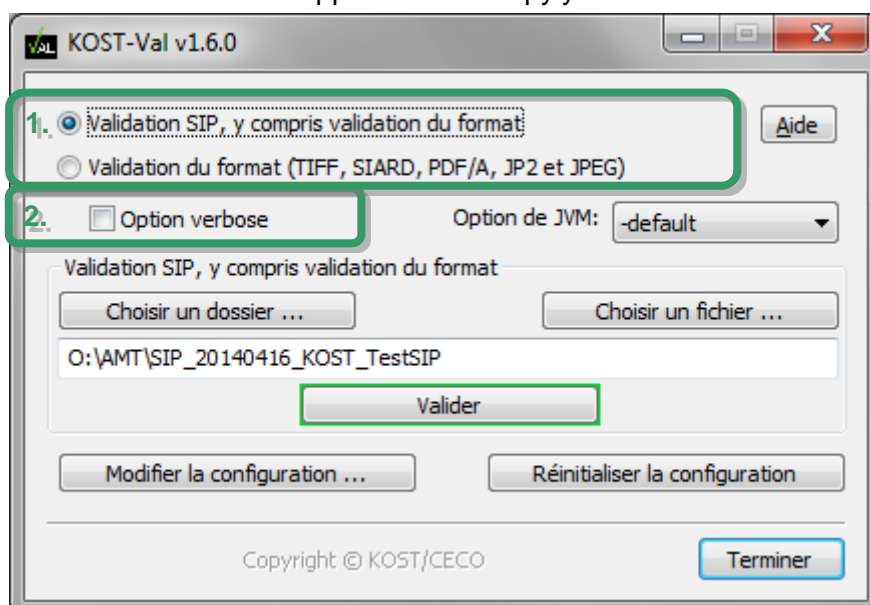 KOST-Val v1.6.0
1. Validation SIP, y compris validation du format
Aide
Validation du format (TIFF, SIARD, PDF/A, JP2 et JPEG)
2. Option verbose
Option de JVM: -default
Validation SIP, y compris validation du format
Choisir un dossier ...
Choisir un fichier ...
O:\AMT\SIP_20140416_KOST_TestSIP
Valider
Modifier la configuration ...
Réinitialiser la configuration
Copyright © KOST/CECO
Terminer